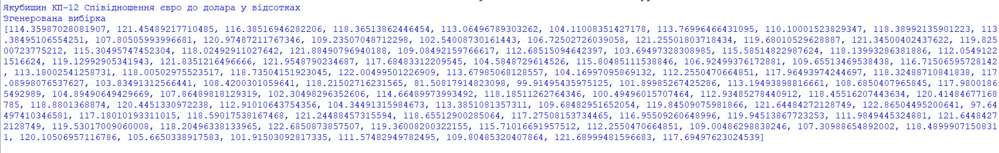 Якубишин КП-12 Співідношення євро до долара у відсотках
Згенерована вибірка
[114.35987028081907, 121.45489217710485, 116.38516946282206, 118.36513862446454, 113.06496789303262, 104.11008351427178, 113.76996466431095, 110.10001523829347, 118.38992135901223, 113
.38495106554251, 107.80505993996681, 120.97487211767346, 109.23507048712298, 102.54008730161443, 106.72502726039058, 121.25501803718434, 119.68010529628887, 121.34500402437622, 119.825
00723775212, 115.30495747452304, 118.02492911027642, 121.88490796940188, 109.08492159766617, 112.68515094642397, 103.69497328308985, 115.58514822987624, 118.13993286381886, 112.0549122
1516624, 119.12992905341943, 121.8351216496666, 121.9548790234687, 117.68483312209545, 104.5848729614526, 115.80485111538846, 106.92499376172881, 109.65513469538438, 116.71506595728142
, 113.18002541258731, 118.00502975523517, 118.73504151923045, 122.00499501226909, 113.67985068128557, 104.16997095869132, 112.2550470664851, 117.96493974244697, 118.32488710841838, 117
.08998076537627, 103.83491312566441, 108.4200301059641, 118.21502716231565, 81.50817914823098, 99.91495435975125, 101.89985267425286, 113.19493898816661, 108.6850407965845, 117.9800186
5492989, 104.89490649429669, 107.86489818129319, 102.30498296352606, 114.66489973993492, 118.18511262764346, 100.49496015707464, 112.93485278440912, 118.45516207443634, 120.41484677168
785, 118.8801368874, 120.4451330972238, 112.91010643754356, 104.34491315984673, 113.3851081357311, 109.68482951652054, 119.84509075981866, 121.64484272128749, 122.86504495200641, 97.64
497410346581, 117.18010193311015, 118.59017538167468, 121.24488457315594, 118.65512900285064, 117.27508153734465, 116.95509260648996, 119.94513867723253, 111.9849445324881, 121.6448427
2128749, 119.53017009060008, 118.20496338133965, 122.6850873857507, 119.36008200322155, 115.71016691957512, 112.2550470664851, 109.00486298838246, 107.30988654892002, 118.4899907150831
1, 120.10506957116786, 105.6650338917583, 101.91503092817335, 111.57482949782495, 109.80485320407864, 121.68999481596683, 117.69497623024539]